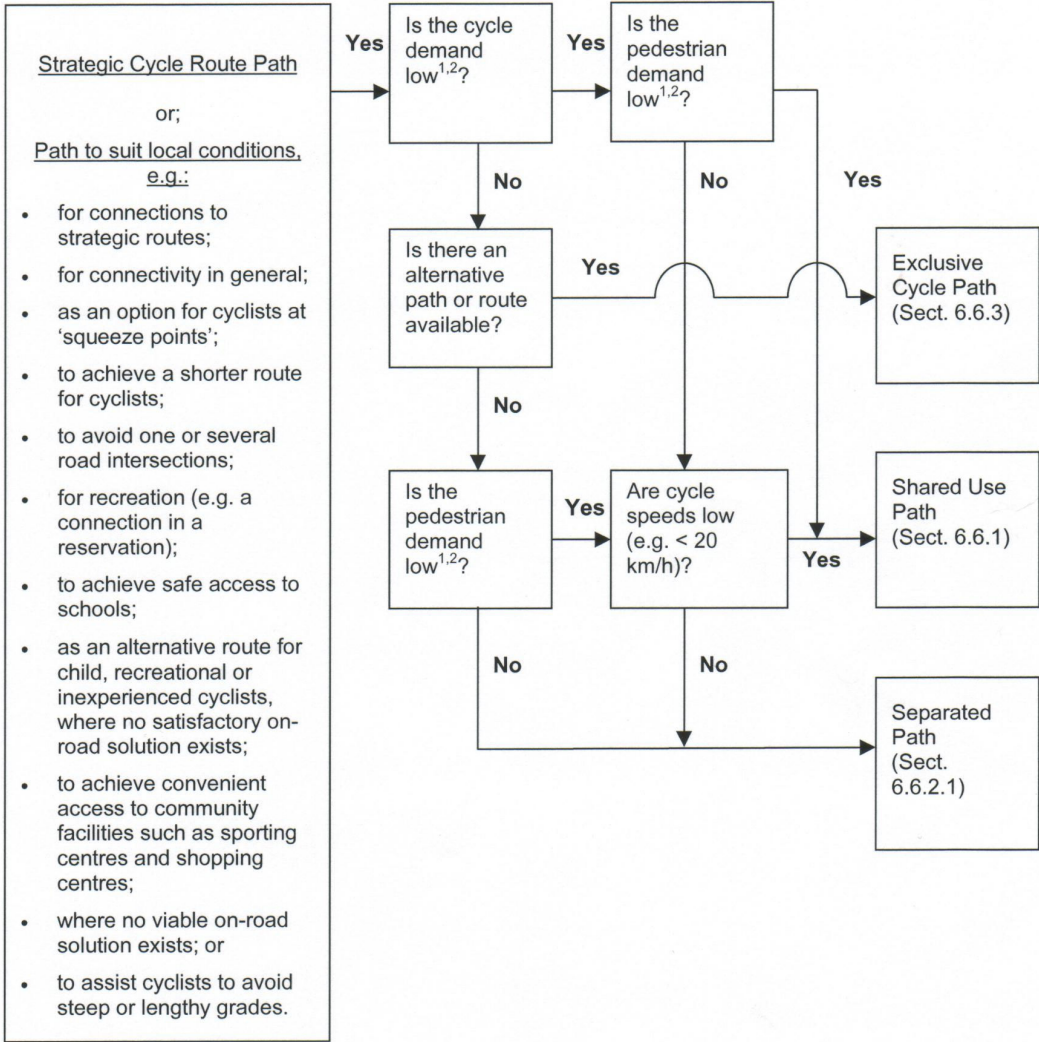 Strategic Cycle Route Path
or;
Path to suit local conditions,
e.g.:
• for connections to
strategic routes;
• for connectivity in general;
• as an option for cyclists at
‘squeeze points’;
• to achieve a shorter route
for cyclists;
• to avoid one or several
road intersections;
• for recreation (e.g. a
connection in a
reservation);
• to achieve safe access to
schools;
• as an alternative route for
child, recreational or
inexperienced cyclists,
where no satisfactory on-
road solution exists;
• to achieve convenient
access to community
facilities such as sporting
centres and shopping
centres;
• where no viable on-road
solution exists; or
• to assist cyclists to avoid
steep or lengthy grades.
Yes
Is the cycle
demand
low1,2?
Yes
Is the
pedestrian
demand
low1,2?
No
No
Yes
Is there an
alternative
path or route
available?
Yes
Exclusive
Cycle Path
(Sect. 6.6.3)
No
Is the
pedestrian
demand
low1,2?
Yes
Are cycle
speeds low
(e.g. < 20
km/h)?
Yes
Shared Use
Path
(Sect. 6.6.1)
No
No
Separated
Path
(Sect.
6.6.2.1)